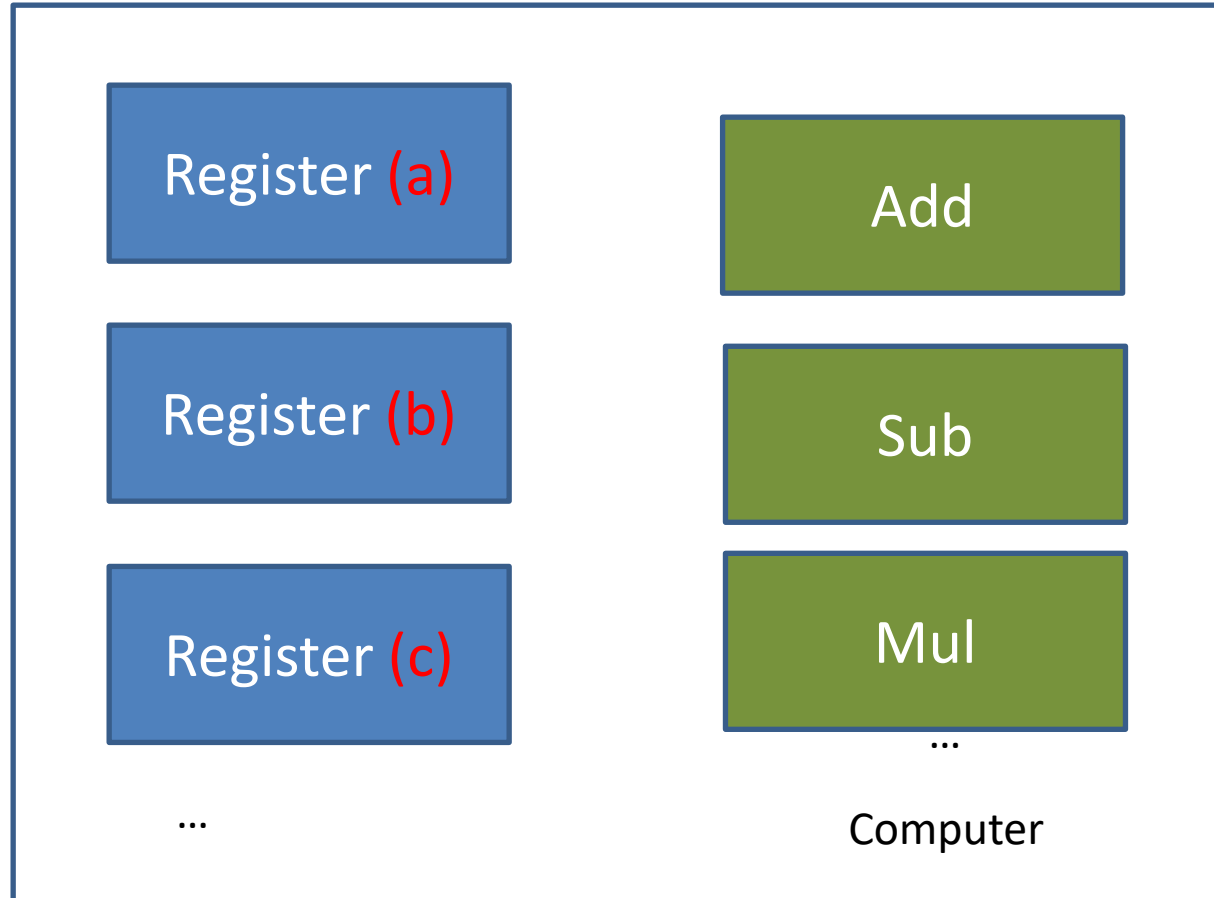 Register (a)
Register (b)
Register (c)
...
Add
Sub
Mul
...
Computer